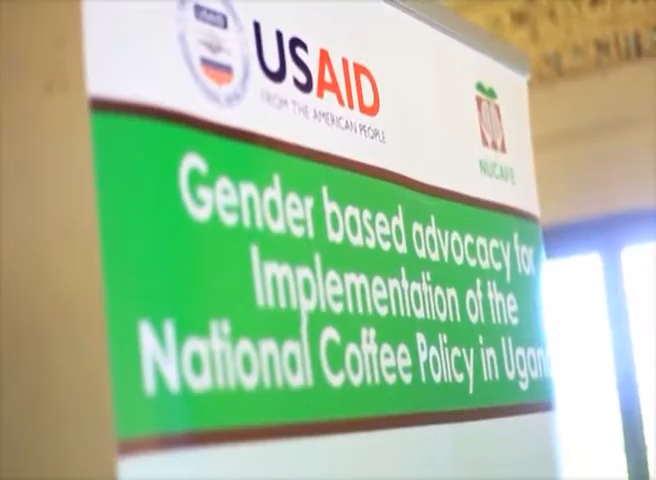 USAID
FROM THE AMERICAN PEOPLE
NUCAFE
Gender based advocacy for
Implementation of the
National Coffee Policy in Ugan